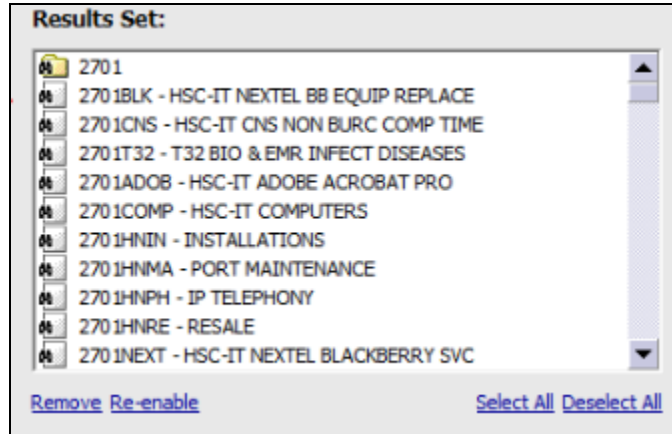 Results Set:
2701
2701BLK - HSC-IT NEXTEL BB EQUIP REPLACE
2701CNS - HSC-IT CNS NON BURC COMP TIME
2701T32 - T32 BIO & EMR INFECT DISEASES
2701ADOB - HSC-IT ADOBE ACROBAT PRO
2701COMP - HSC-IT COMPUTERS
2701HNIN - INSTALLATIONS
2701HNMA - PORT MAINTENANCE
2701HNPH - IP TELEPHONY
2701HNRE - RESALE
2701NEXT - HSC-IT NEXTEL BLACKBERRY SVC
Remove Re-enable Select All Deselect All